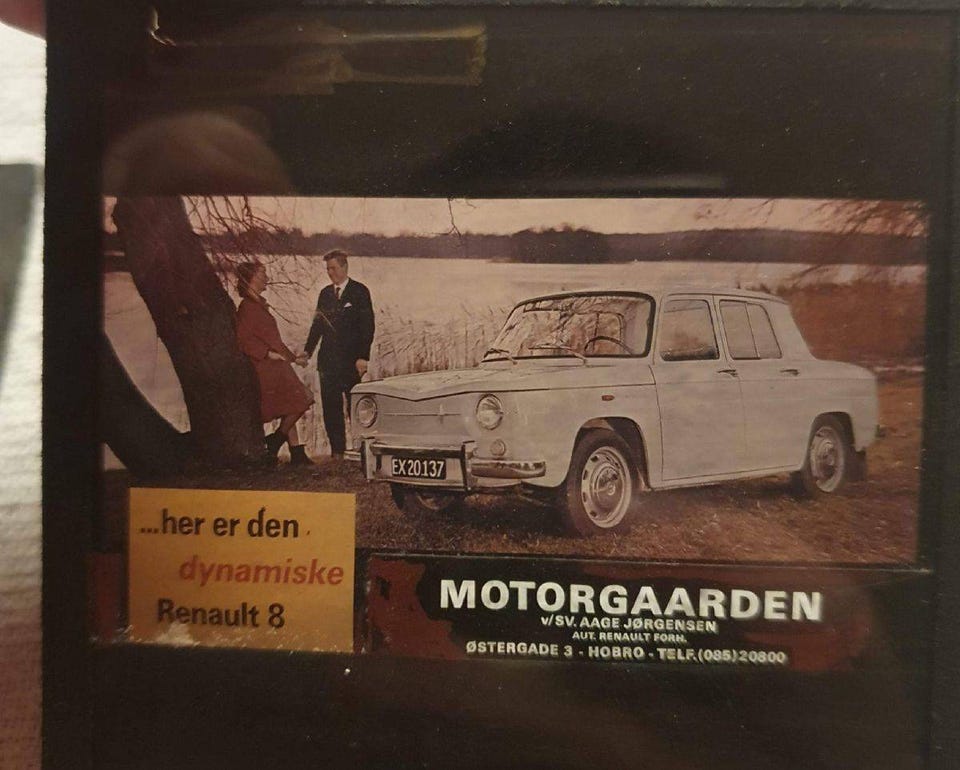 EX 20137
...her er den
dynamiske
Renault 8
MOTORGAARDEN
v/SV. AAGE JØRGENSEN
AUT. RENAULT FORH.
ØSTERGADE 3 - HOBRO - TELF. (085) 20800